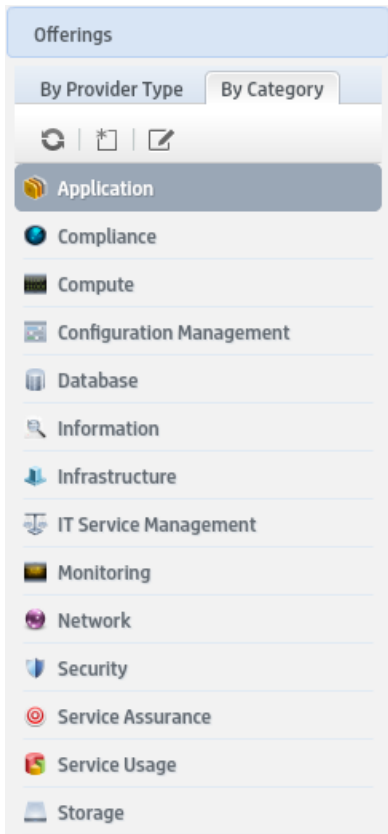 Offerings
By Provider Type By Category
Application
Compliance
Compute
Configuration Management
Database
Information
Infrastructure
IT Service Management
Monitoring
Network
Security
Service Assurance
Service Usage
Storage